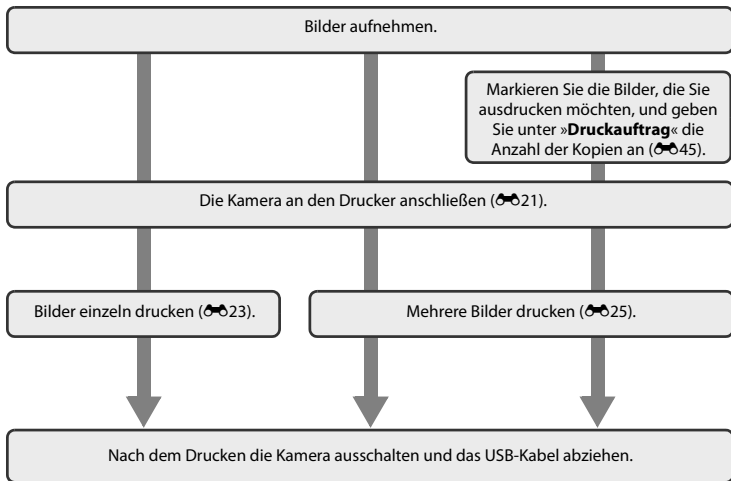 Bilder aufnehmen.
Markieren Sie die Bilder, die Sie
ausdrucken möchten, und geben
Sie unter »Druckauftrag« die
Anzahl der Kopien an (45).
Die Kamera an den Drucker anschließen (21).
Bilder einzeln drucken (23).
Mehrere Bilder drucken (25).
Nach dem Drucken die Kamera ausschalten und das USB-Kabel abziehen.